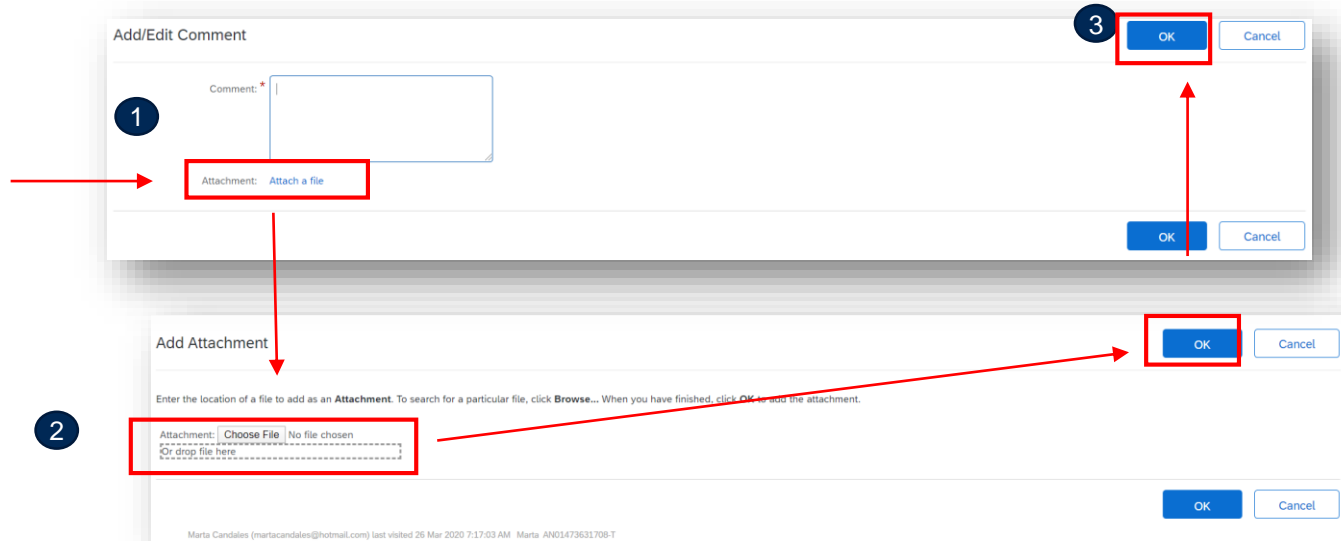 Add/Edit Comment
3
OK
Cancel
Comment: *
1
Attachment: Attach a file
OK
Cancel
Add Attachment
OK
Cancel
Enter the location of a file to add as an Attachment. To search for a particular file, click Browse... When you have finished, click OK to add the attachment.
2
Attachment: Choose File No file chosen
Or drop file here
OK
Cancel
Marta Candales (martacandales@hotmail.com) last visited 26 Mar 2020 7:17:03 AM Marta AN01473631708-T